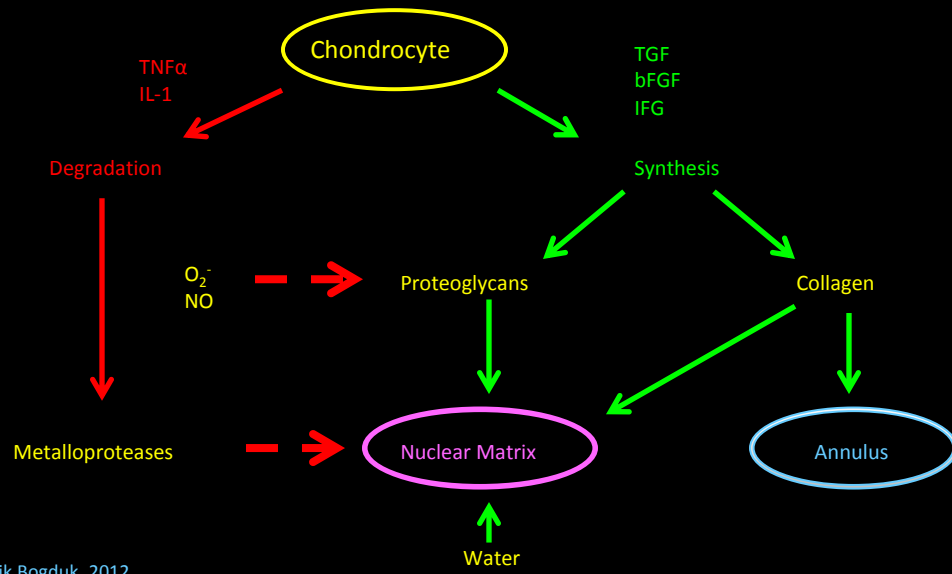 Chondrocyte
TNFα
IL-1
TGF
bFGF
IFG
Degradation
Synthesis
O₂⁻
NO
Proteoglycans
Collagen
Metalloproteases
Nuclear Matrix
Annulus
Water
Bogduk, 2012